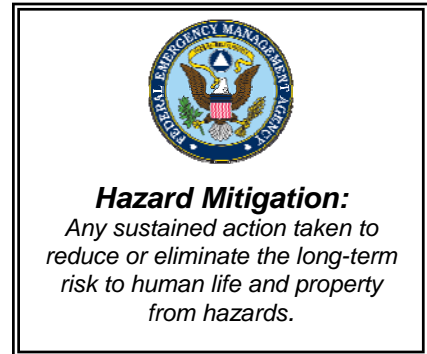 FEDERAL EMERGENCY MANAGEMENT AGENCY
Hazard Mitigation:
Any sustained action taken to
reduce or eliminate the long-term
risk to human life and property
from hazards.